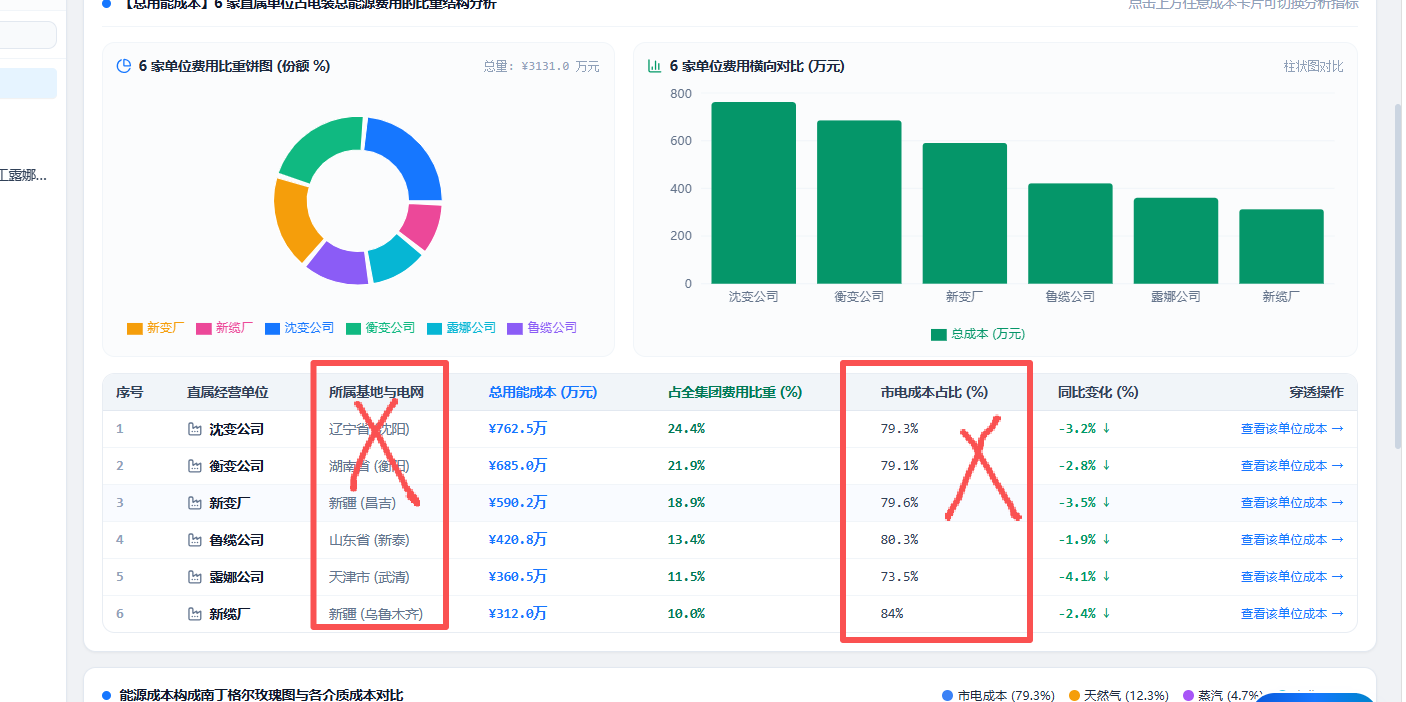 【总用能成本】6 家直属单位占电装总能源费用的比重结构分析
点击上方任意成本卡片可切换分析指标
6 家单位费用比重饼图 (份额 %)
总量: ¥3131.0 万元
6 家单位费用横向对比 (万元)
柱状图对比
800
600
400
200
0
沈变公司 衡变公司 新变厂 鲁缆公司 露娜公司 新缆厂
总成本 (万元)
新变厂 新缆厂 沈变公司 衡变公司 露娜公司 鲁缆公司
工露娜...
序号 直属经营单位 所属基地与电网 总用能成本 (万元) 占全集团费用比重 (%) 市电成本占比 (%) 同比变化 (%) 穿透操作
1 沈变公司 辽宁省 (沈阳) ¥762.5万 24.4% 79.3% -3.2% ↓ 查看该单位成本 →
2 衡变公司 湖南省 (衡阳) ¥685.0万 21.9% 79.1% -2.8% ↓ 查看该单位成本 →
3 新变厂 新疆 (昌吉) ¥590.2万 18.9% 79.6% -3.5% ↓ 查看该单位成本 →
4 鲁缆公司 山东省 (新泰) ¥420.8万 13.4% 80.3% -1.9% ↓ 查看该单位成本 →
5 露娜公司 天津市 (武清) ¥360.5万 11.5% 73.5% -4.1% ↓ 查看该单位成本 →
6 新缆厂 新疆 (乌鲁木齐) ¥312.0万 10.0% 84% -2.4% ↓ 查看该单位成本 →
能源成本构成南丁格尔玫瑰图与各介质成本对比
市电成本 (79.3%) 天然气 (12.3%) 蒸汽 (4.7%)